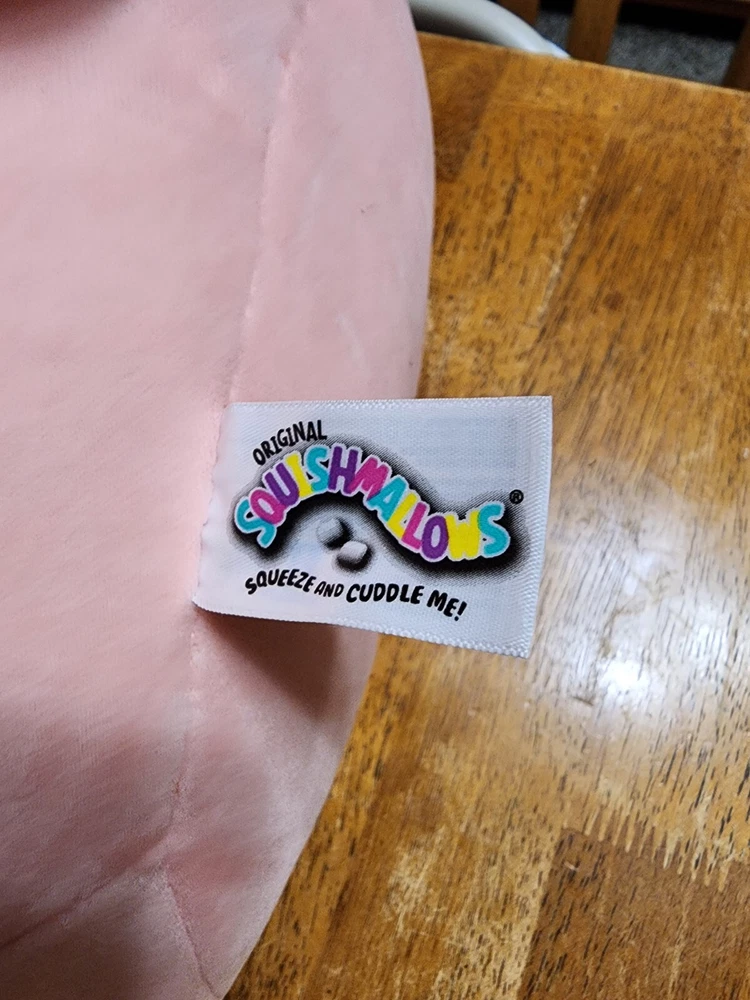 ORIGINAL
SQUISHMALLOWS®
SQUEEZE AND CUDDLE ME!